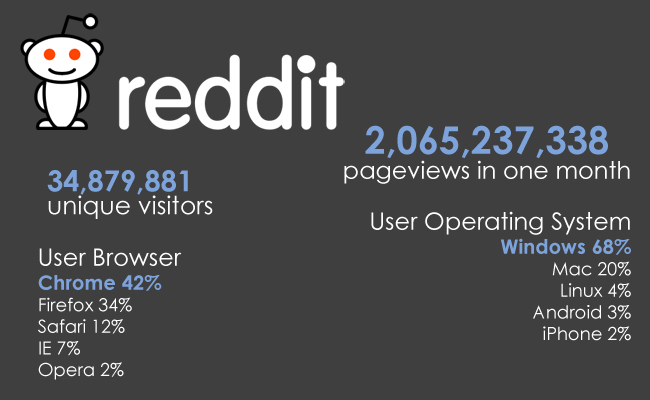 reddit
2,065,237,338
pageviews in one month
34,879,881
unique visitors
User Operating System
Windows 68%
Mac 20%
Linux 4%
Android 3%
iPhone 2%
User Browser
Chrome 42%
Firefox 34%
Safari 12%
IE 7%
Opera 2%